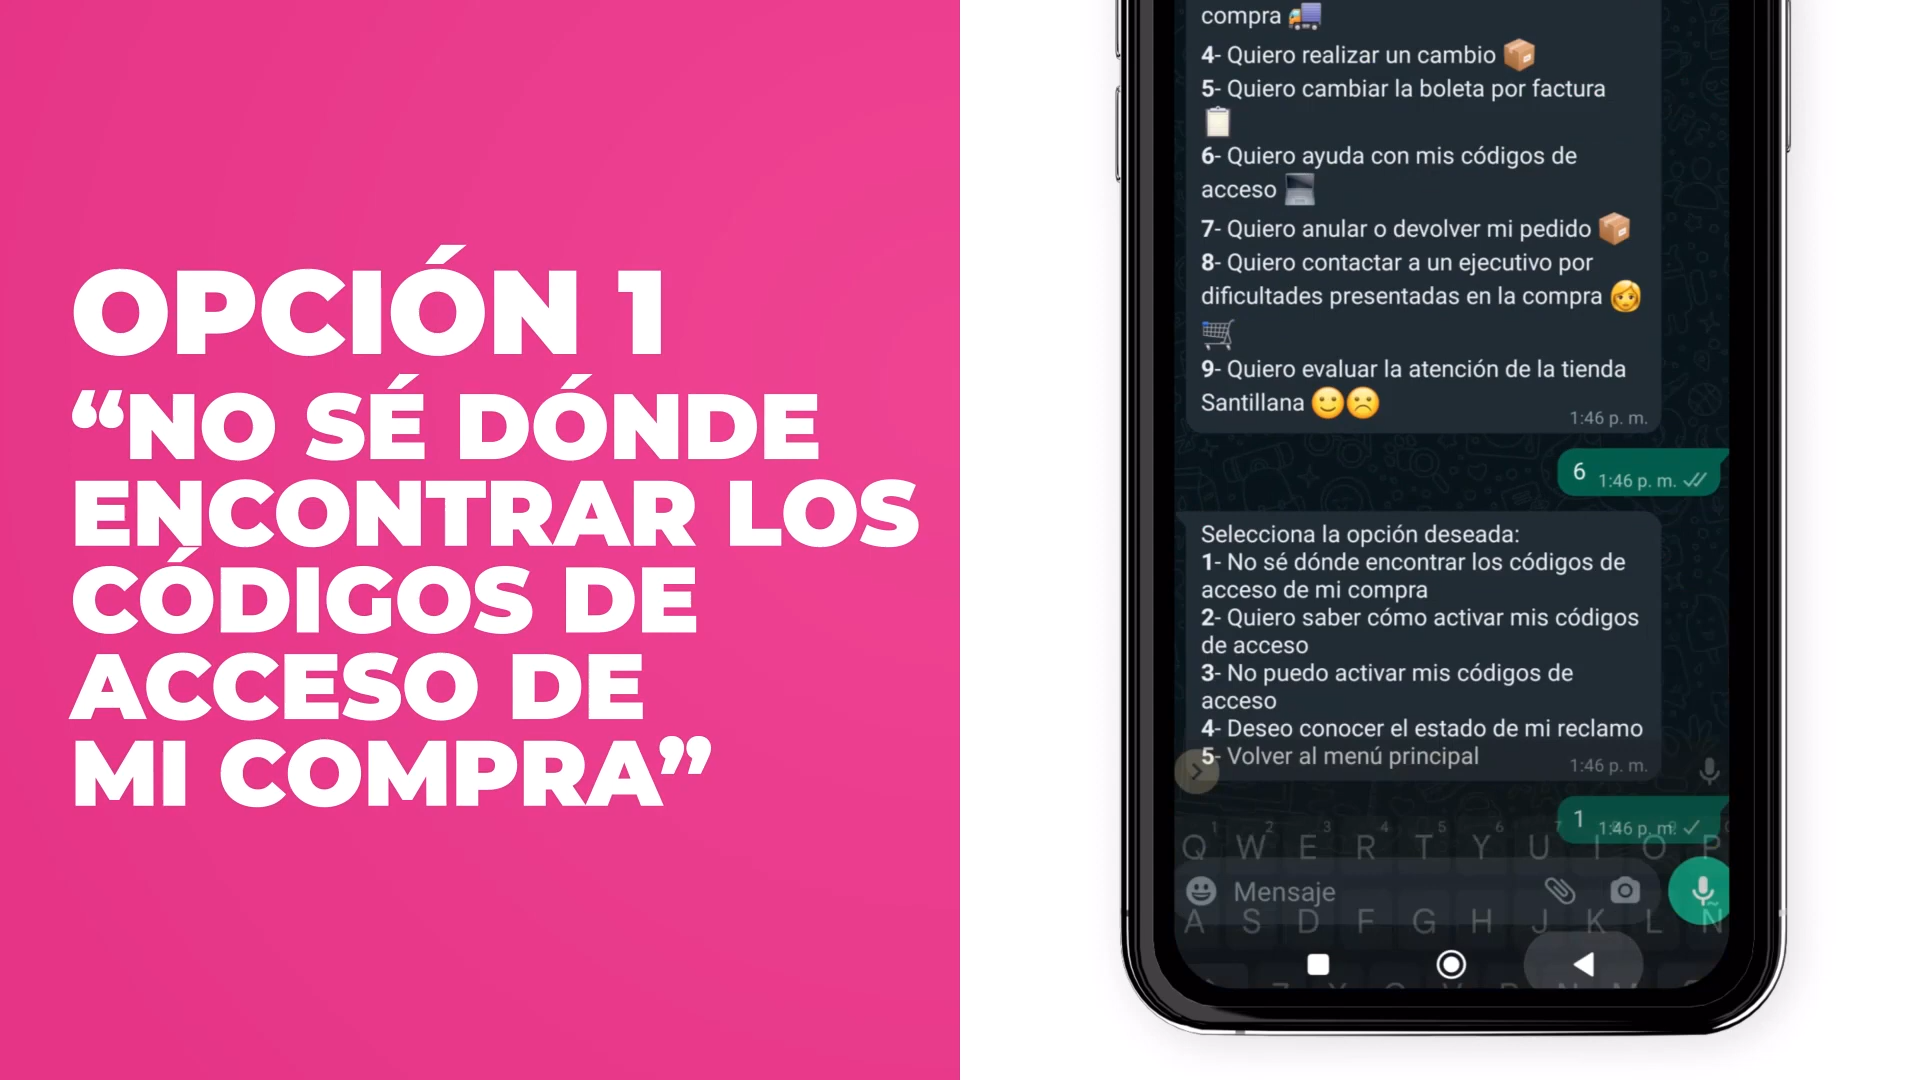 OPCIÓN 1
“NO SÉ DÓNDE
ENCONTRAR LOS
CÓDIGOS DE
ACCESO DE
MI COMPRA”
compra 🚚
4- Quiero realizar un cambio 📦
5- Quiero cambiar la boleta por factura
📋
6- Quiero ayuda con mis códigos de
acceso 💻
7- Quiero anular o devolver mi pedido 📦
8- Quiero contactar a un ejecutivo por
dificultades presentadas en la compra 👩
🛒
9- Quiero evaluar la atención de la tienda
Santillana 🙂☹️
1:46 p. m.
6 1:46 p. m.
Selecciona la opción deseada:
1- No sé dónde encontrar los códigos de
acceso de mi compra
2- Quiero saber cómo activar mis códigos
de acceso
3- No puedo activar mis códigos de
acceso
4- Deseo conocer el estado de mi reclamo
5- Volver al menú principal
1:46 p. m.
1 1:46 p. m.
Q W E R T Y U I O P
Mensaje
A S D F G H J K L Ñ